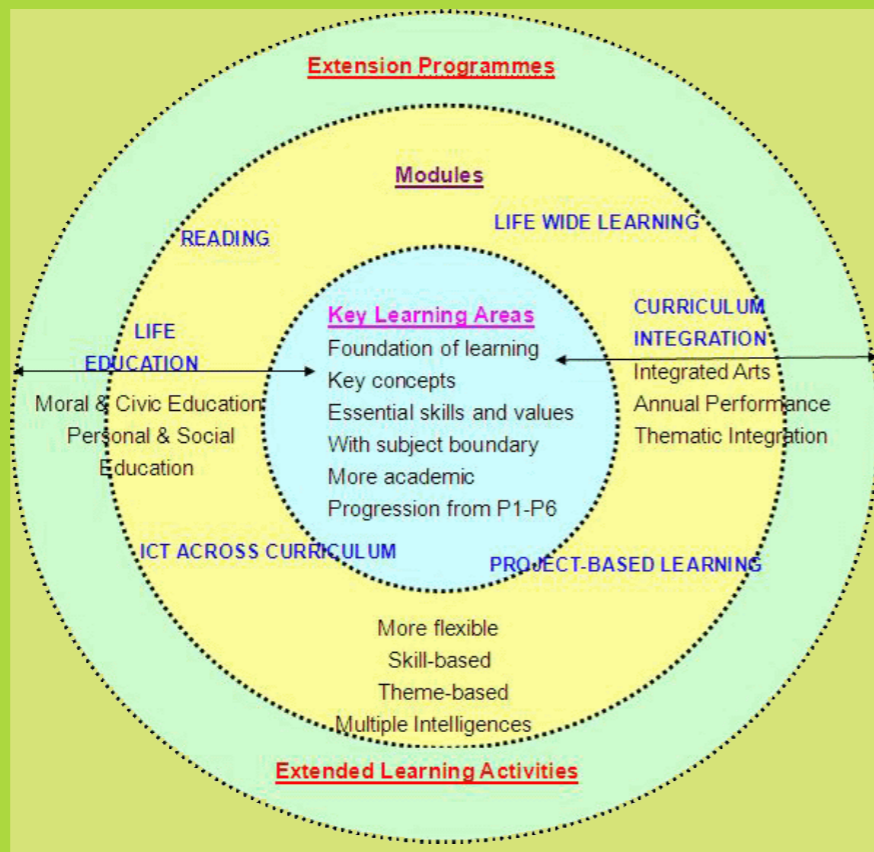 Extension Programmes
Modules
READING
LIFE WIDE LEARNING
LIFE
EDUCATION
Moral & Civic Education
Personal & Social
Education
Key Learning Areas
Foundation of learning
Key concepts
Essential skills and values
With subject boundary
More academic
Progression from P1-P6
CURRICULUM
INTEGRATION
Integrated Arts
Annual Performance
Thematic Integration
ICT ACROSS CURRICULUM
PROJECT-BASED LEARNING
More flexible
Skill-based
Theme-based
Multiple Intelligences
Extended Learning Activities